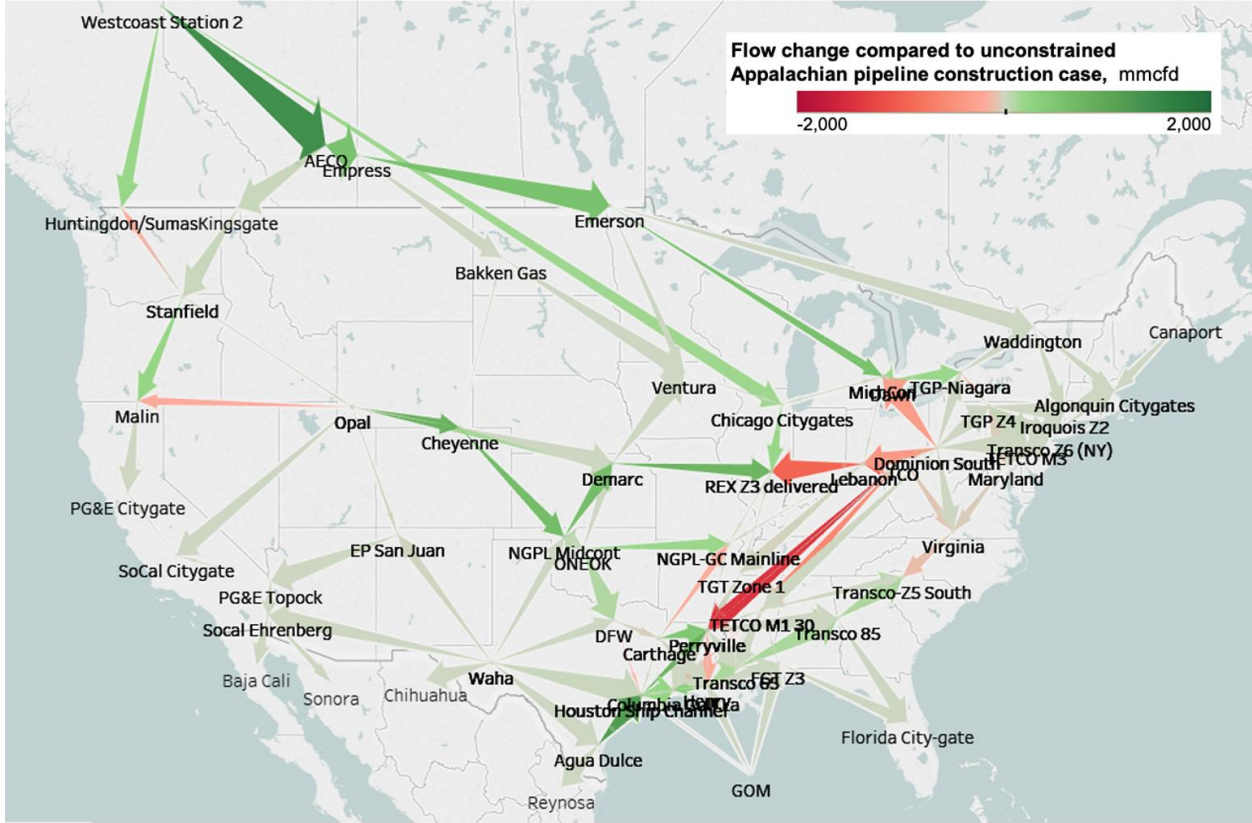 Westcoast Station 2
Flow change compared to unconstrained
Appalachian pipeline construction case, mmcfd
-2,000
2,000
AECO
Empress
Huntingdon/Sumas
Kingsgate
Emerson
Bakken Gas
Stanfield
Waddington
Canaport
Ventura
MichCon
Dawn
TGP-Niagara
Malin
Opal
Chicago Citygates
Algonquin Citygates
TGP Z4
Iroquois Z2
Cheyenne
Transco Z6 (NY)
TETCO M3
Dominion South
Demarc
REX Z3 delivered
Lebanon
TCO
Maryland
PG&E Citygate
EP San Juan
NGPL Midcont
ONEOK
NGPL-GC Mainline
Virginia
SoCal Citygate
TGT Zone 1
PG&E Topock
Transco-Z5 South
Socal Ehrenberg
DFW
TETCO M1 30
Transco 85
Perryville
Carthage
Baja Cali
Sonora
Chihuahua
Waha
Transco 65
FGT Z3
Henry
Houston Ship Channel
Florida City-gate
Agua Dulce
Reynosa
GOM